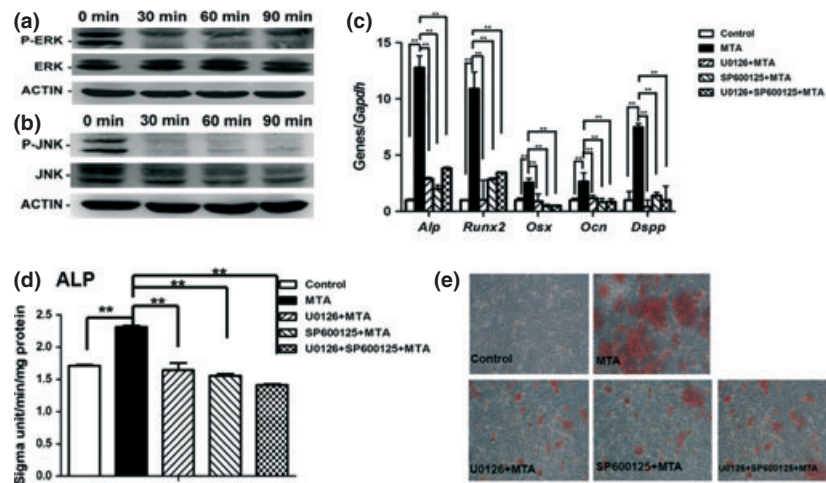 (a)
0 min 30 min 60 min 90 min
P-ERK -
ERK -
ACTIN -
(b)
0 min 30 min 60 min 90 min
P-JNK -
JNK -
ACTIN -
(c)
Genes/Gapdh
15
10
5
0
** ** ** ** ** ** ** ** ** ** ** ** ** ** ** ** ** ** ** **
Alp Runx2 Osx Ocn Dspp
Control
MTA
U0126+MTA
SP600125+MTA
U0126+SP600125+MTA
(d)
ALP
Sigma unit/min/mg protein
2.5
2.0
1.5
1.0
0.5
0.0
** ** ** **
Control
MTA
U0126+MTA
SP600125+MTA
U0126+SP600125+MTA
(e)
Control
MTA
U0126+MTA
SP600125+MTA
U0126+SP600125+MTA